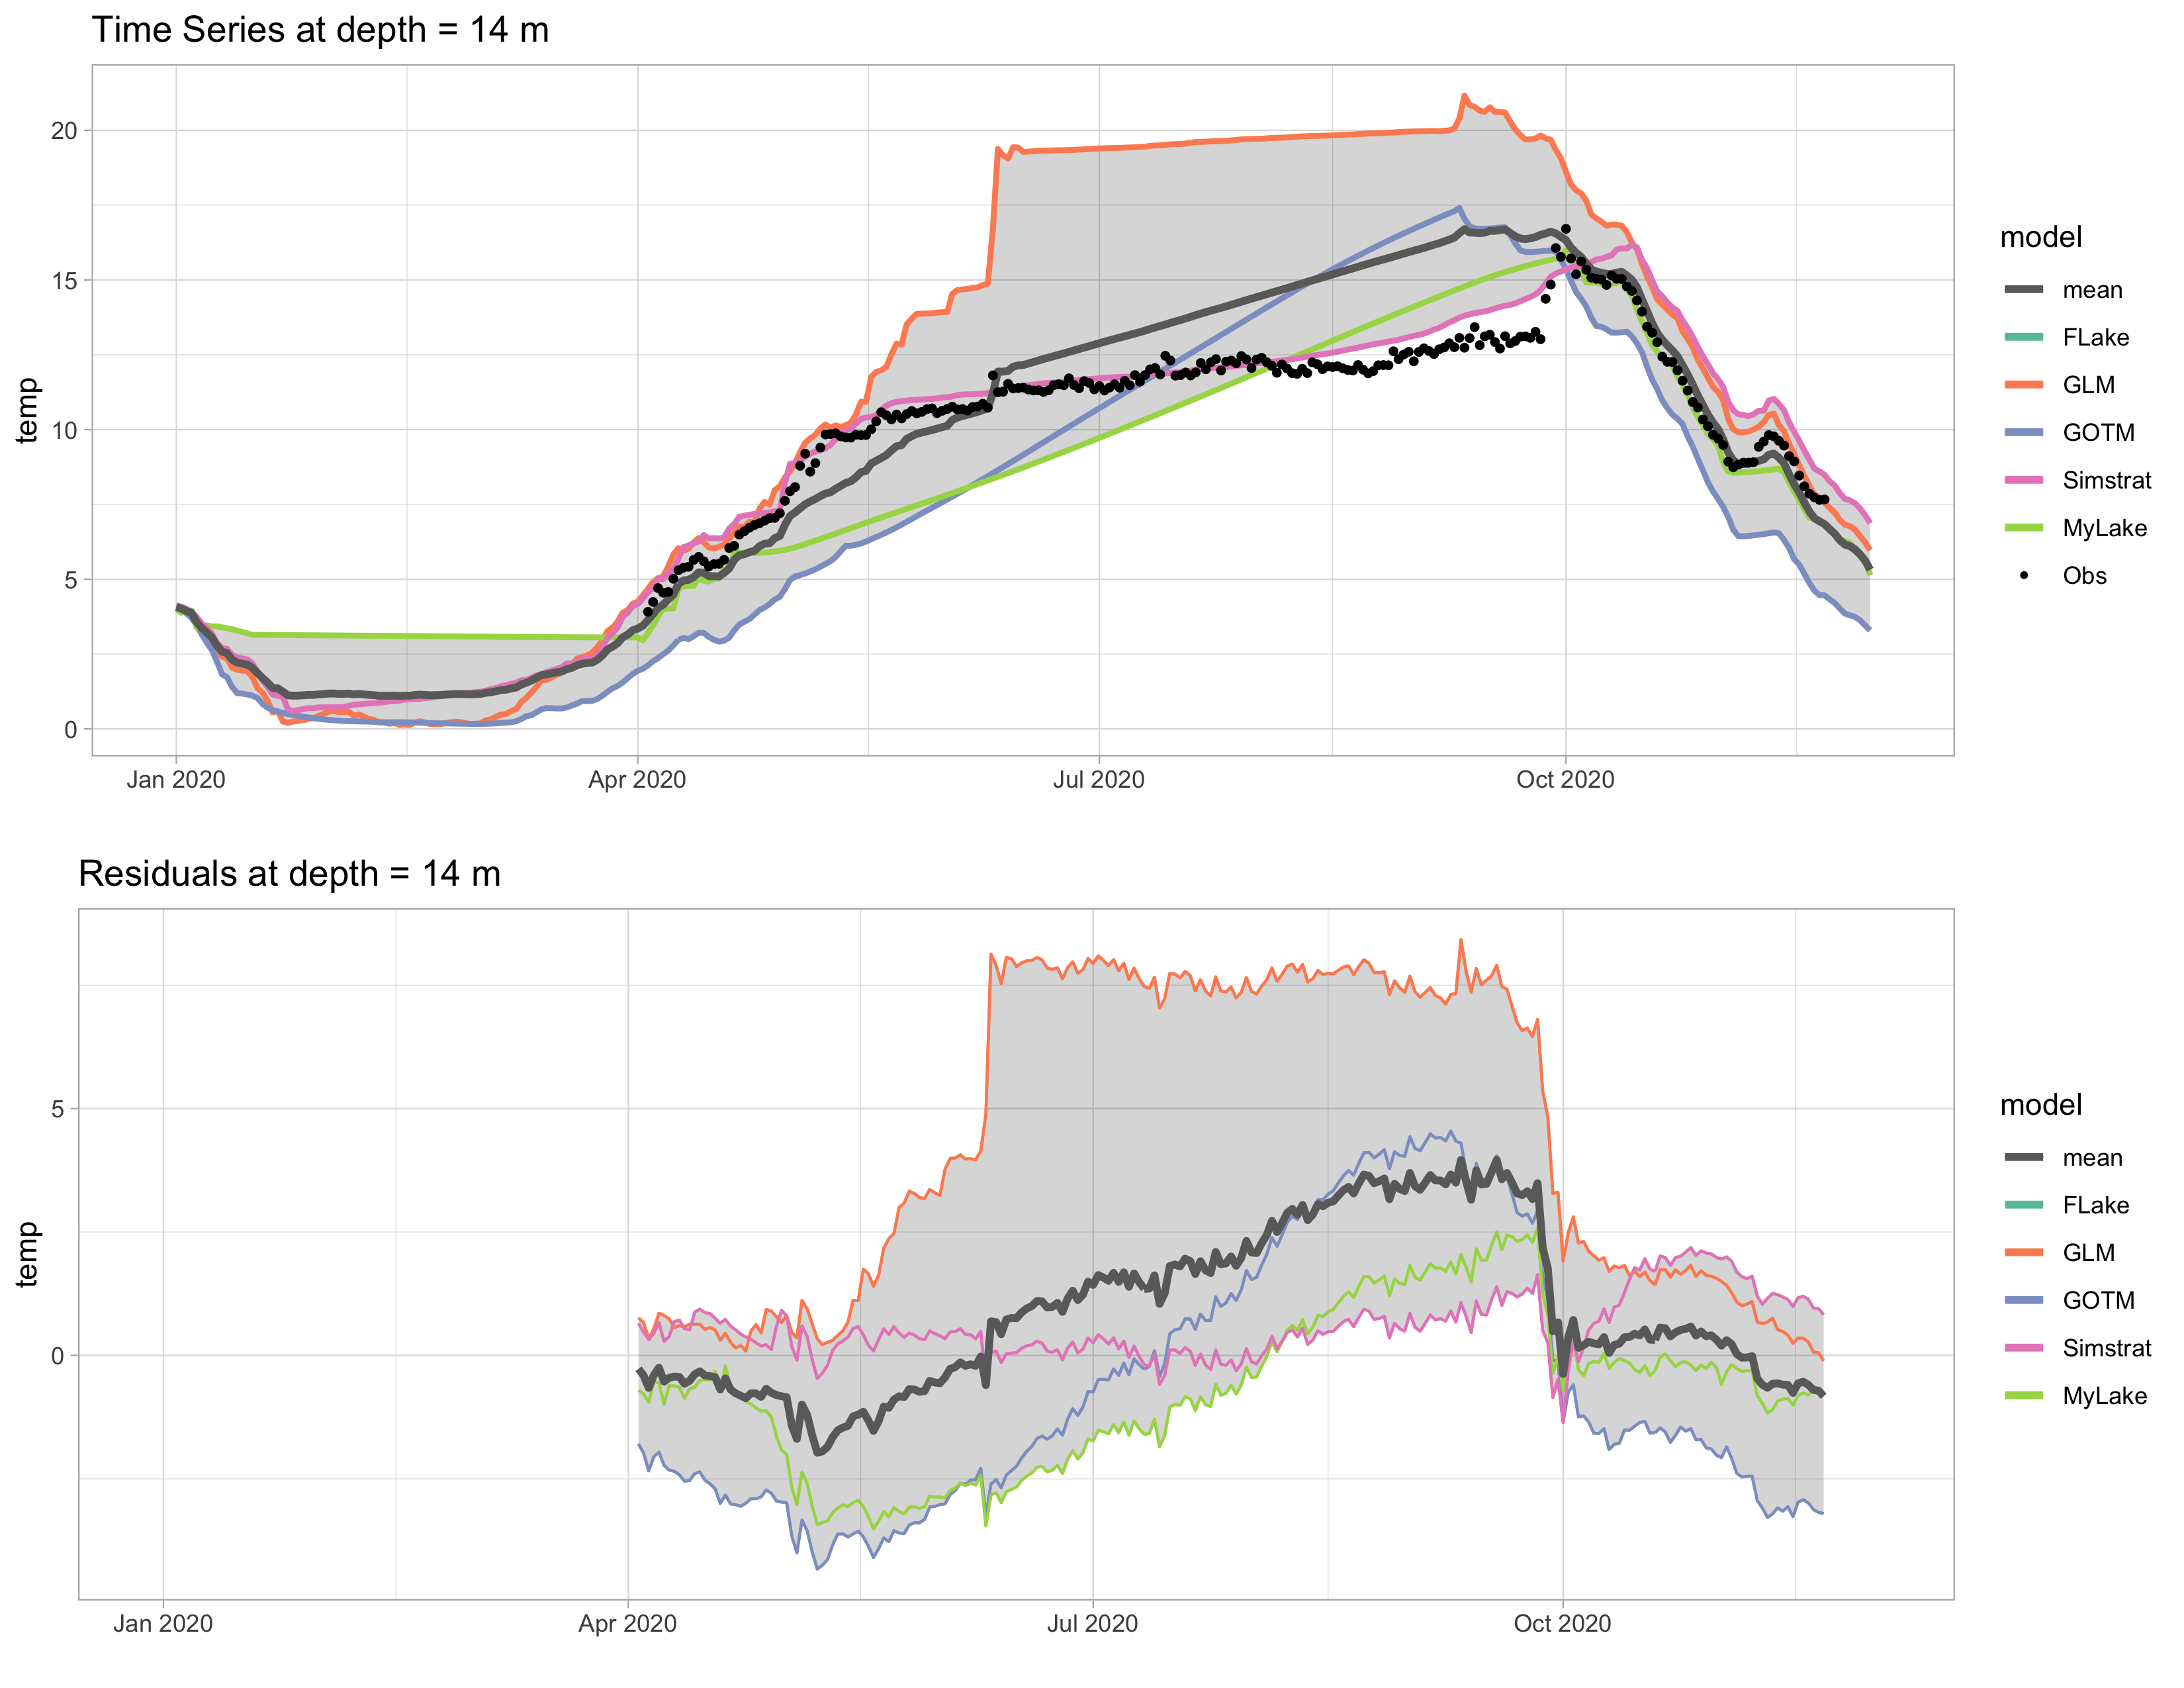 Time Series at depth = 14 m
temp
20
15
10
5
0
Jan 2020 Apr 2020 Jul 2020 Oct 2020
model
mean
FLake
GLM
GOTM
Simstrat
MyLake
Obs
Residuals at depth = 14 m
temp
5
0
Jan 2020 Apr 2020 Jul 2020 Oct 2020
model
mean
FLake
GLM
GOTM
Simstrat
MyLake